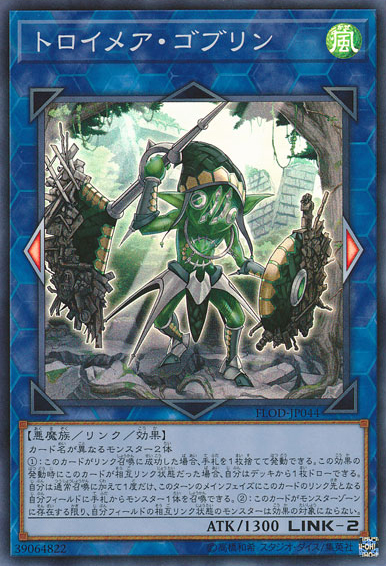 トロイメア・ゴブリン
風
FLOD-JP044
【悪魔族／リンク／効果】
カード名が異なるモンスター２体
①：このカードがリンク召喚に成功した場合、手札を１枚捨てて発動できる。この効果の
発動時にこのカードが相互リンク状態だった場合、自分はデッキから１枚ドローできる。
自分は通常召喚に加えて１度だけ、このターンのメインフェイズにこのカードのリンク先となる
自分フィールドに手札からモンスター１体を召喚できる。②：このカードがモンスターゾーン
に存在する限り、自分フィールドの相互リンク状態のモンスターは効果の対象にならない。
ATK/1300 LINK-2
39064822
©高橋和希 スタジオ・ダイス/集英社